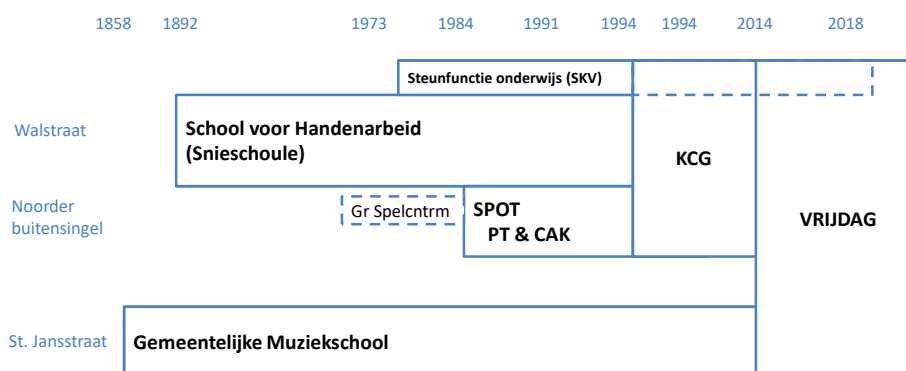 1858 1892 1973 1984 1991 1994 1994 2014 2018
Steunfunctie onderwijs (SKV)
Walstraat
School voor Handenarbeid
(Snieschoule)
KCG
Noorder
buitensingel
Gr Spelcntrm
SPOT
PT & CAK
VRIJDAG
St. Jansstraat
Gemeentelijke Muziekschool